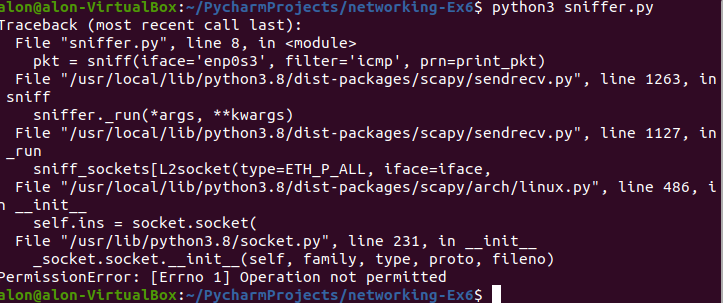 alon@alon-VirtualBox:~/PycharmProjects/networking-Ex6$ python3 sniffer.py
Traceback (most recent call last):
  File "sniffer.py", line 8, in <module>
    pkt = sniff(iface='enp0s3', filter='icmp', prn=print_pkt)
  File "/usr/local/lib/python3.8/dist-packages/scapy/sendrecv.py", line 1263, in
 sniff
    sniffer._run(*args, **kwargs)
  File "/usr/local/lib/python3.8/dist-packages/scapy/sendrecv.py", line 1127, in
 _run
    sniff_sockets[L2socket(type=ETH_P_ALL, iface=iface,
  File "/usr/local/lib/python3.8/dist-packages/scapy/arch/linux.py", line 486, i
n __init__
    self.ins = socket.socket(
  File "/usr/lib/python3.8/socket.py", line 231, in __init__
    _socket.socket.__init__(self, family, type, proto, fileno)
PermissionError: [Errno 1] Operation not permitted
alon@alon-VirtualBox:~/PycharmProjects/networking-Ex6$